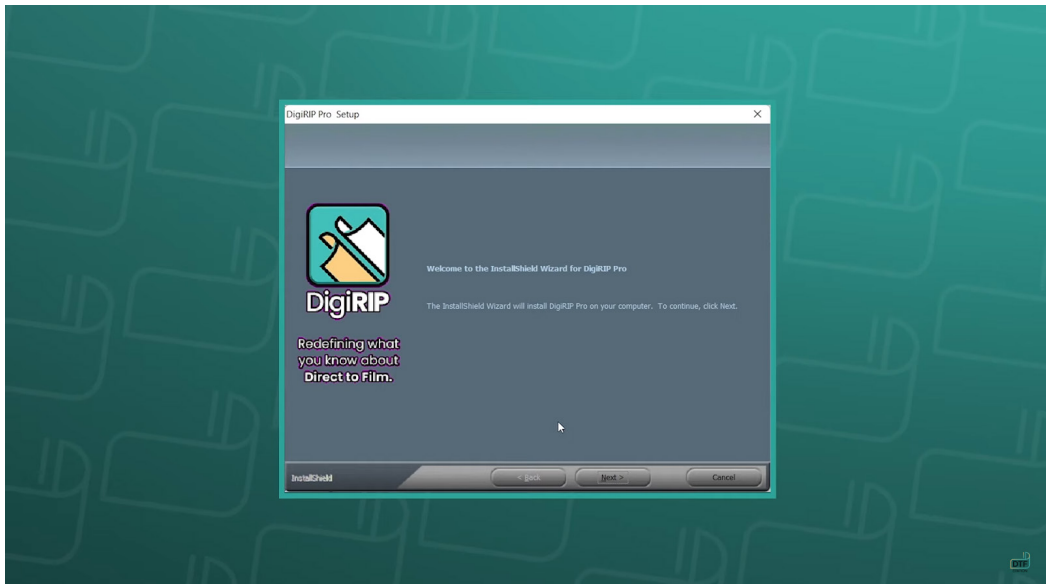 DigiRIP Pro  Setup
DigiRIP
Redefining what
you know about
Direct to Film.
Welcome to the InstallShield Wizard for DigiRIP Pro
The InstallShield Wizard will install DigiRIP Pro on your computer.  To continue, click Next.
InstallShield
< Back
Next >
Cancel
DTF